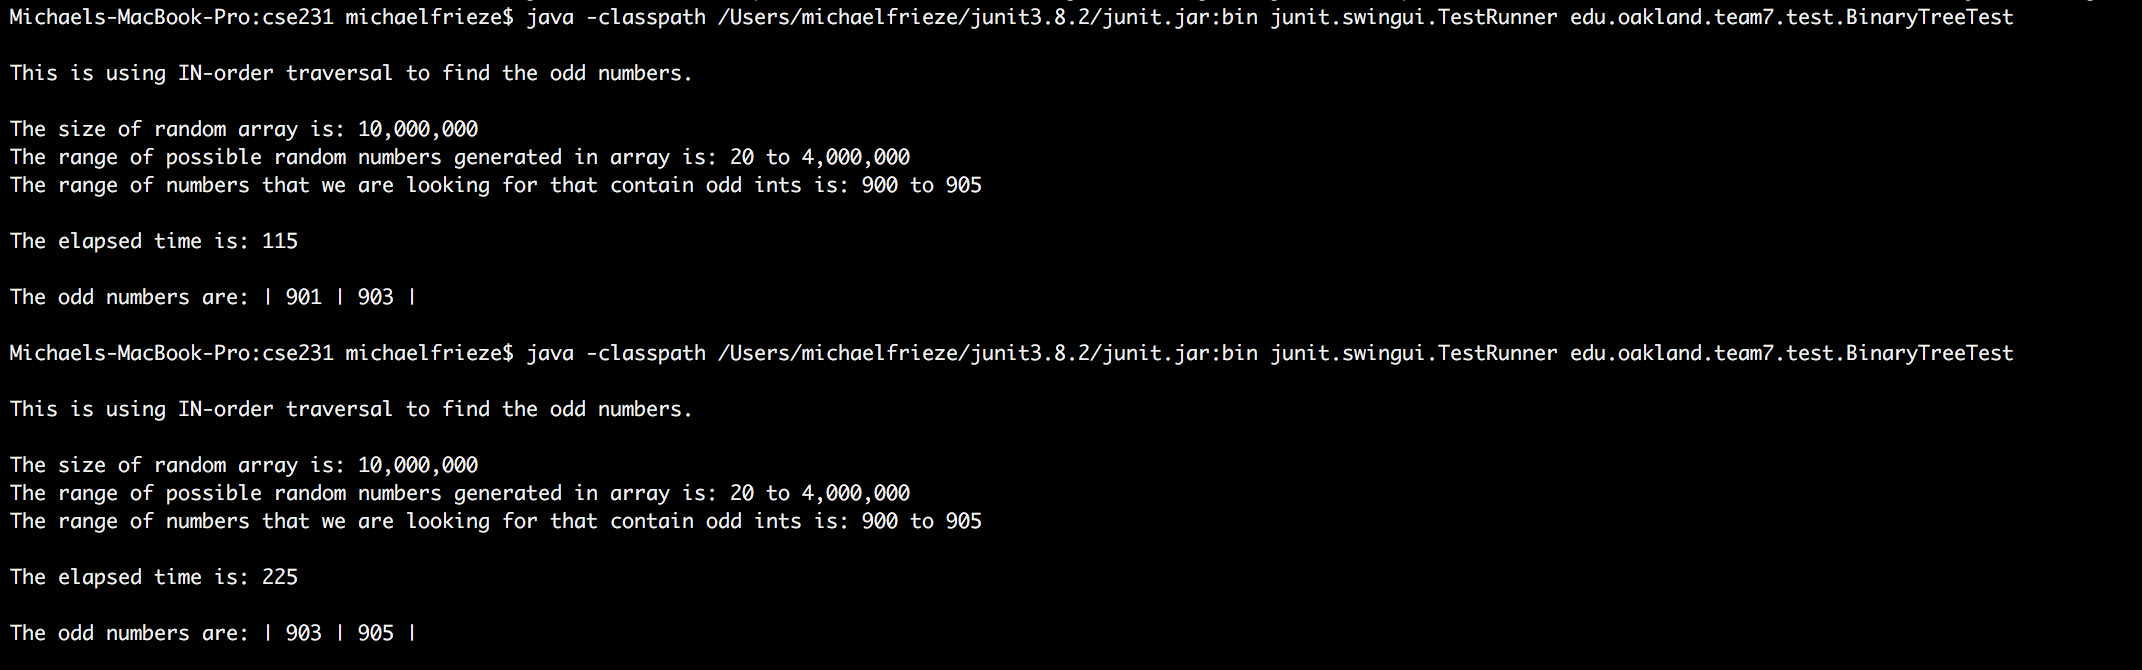 Michaels-MacBook-Pro:cse231 michaelfrieze$ java -classpath /Users/michaelfrieze/junit3.8.2/junit.jar:bin junit.swingui.TestRunner edu.oakland.team7.test.BinaryTreeTest
This is using IN-order traversal to find the odd numbers.
The size of random array is: 10,000,000
The range of possible random numbers generated in array is: 20 to 4,000,000
The range of numbers that we are looking for that contain odd ints is: 900 to 905
The elapsed time is: 115
The odd numbers are: | 901 | 903 |
Michaels-MacBook-Pro:cse231 michaelfrieze$ java -classpath /Users/michaelfrieze/junit3.8.2/junit.jar:bin junit.swingui.TestRunner edu.oakland.team7.test.BinaryTreeTest
This is using IN-order traversal to find the odd numbers.
The size of random array is: 10,000,000
The range of possible random numbers generated in array is: 20 to 4,000,000
The range of numbers that we are looking for that contain odd ints is: 900 to 905
The elapsed time is: 225
The odd numbers are: | 903 | 905 |